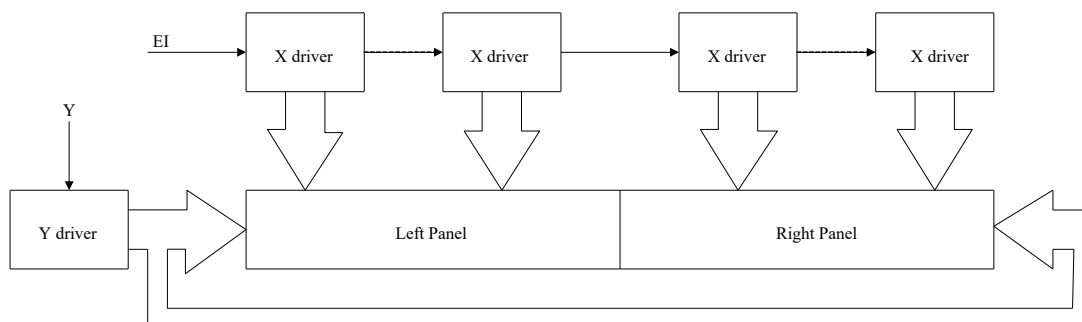 EI
X driver
X driver
X driver
X driver
Y
Y driver
Left Panel
Right Panel